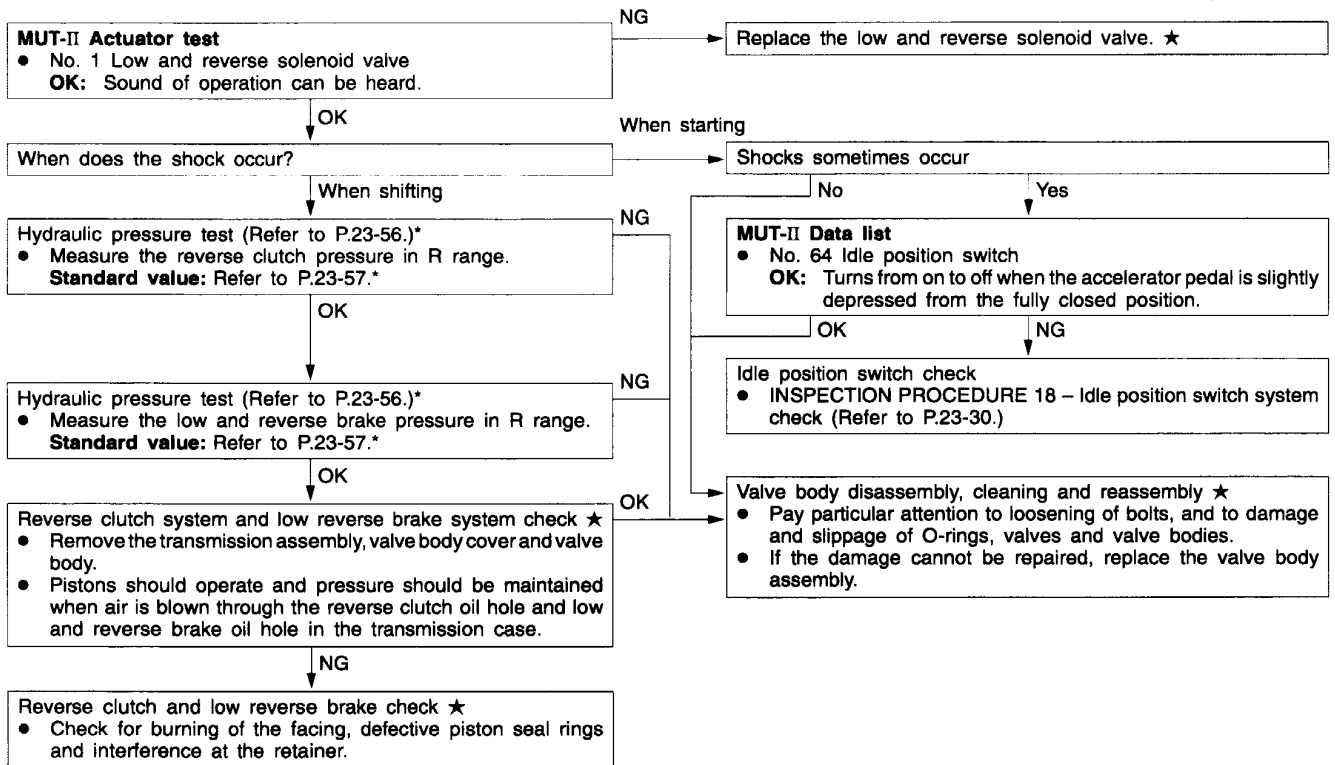 NG
MUT-II Actuator test
● No. 1 Low and reverse solenoid valve
OK: Sound of operation can be heard.
Replace the low and reverse solenoid valve. ★
OK
When starting
When does the shock occur?
Shocks sometimes occur
When shifting
No
Yes
NG
Hydraulic pressure test (Refer to P.23-56.)*
● Measure the reverse clutch pressure in R range.
Standard value: Refer to P.23-57.*
MUT-II Data list
● No. 64 Idle position switch
OK: Turns from on to off when the accelerator pedal is slightly
depressed from the fully closed position.
OK
OK
NG
NG
Hydraulic pressure test (Refer to P.23-56.)*
● Measure the low and reverse brake pressure in R range.
Standard value: Refer to P.23-57.*
Idle position switch check
● INSPECTION PROCEDURE 18 – Idle position switch system
check (Refer to P.23-30.)
OK
OK
Reverse clutch system and low reverse brake system check ★
● Remove the transmission assembly, valve body cover and valve
body.
● Pistons should operate and pressure should be maintained
when air is blown through the reverse clutch oil hole and low
and reverse brake oil hole in the transmission case.
Valve body disassembly, cleaning and reassembly ★
● Pay particular attention to loosening of bolts, and to damage
and slippage of O-rings, valves and valve bodies.
● If the damage cannot be repaired, replace the valve body
assembly.
NG
Reverse clutch and low reverse brake check ★
● Check for burning of the facing, defective piston seal rings
and interference at the retainer.